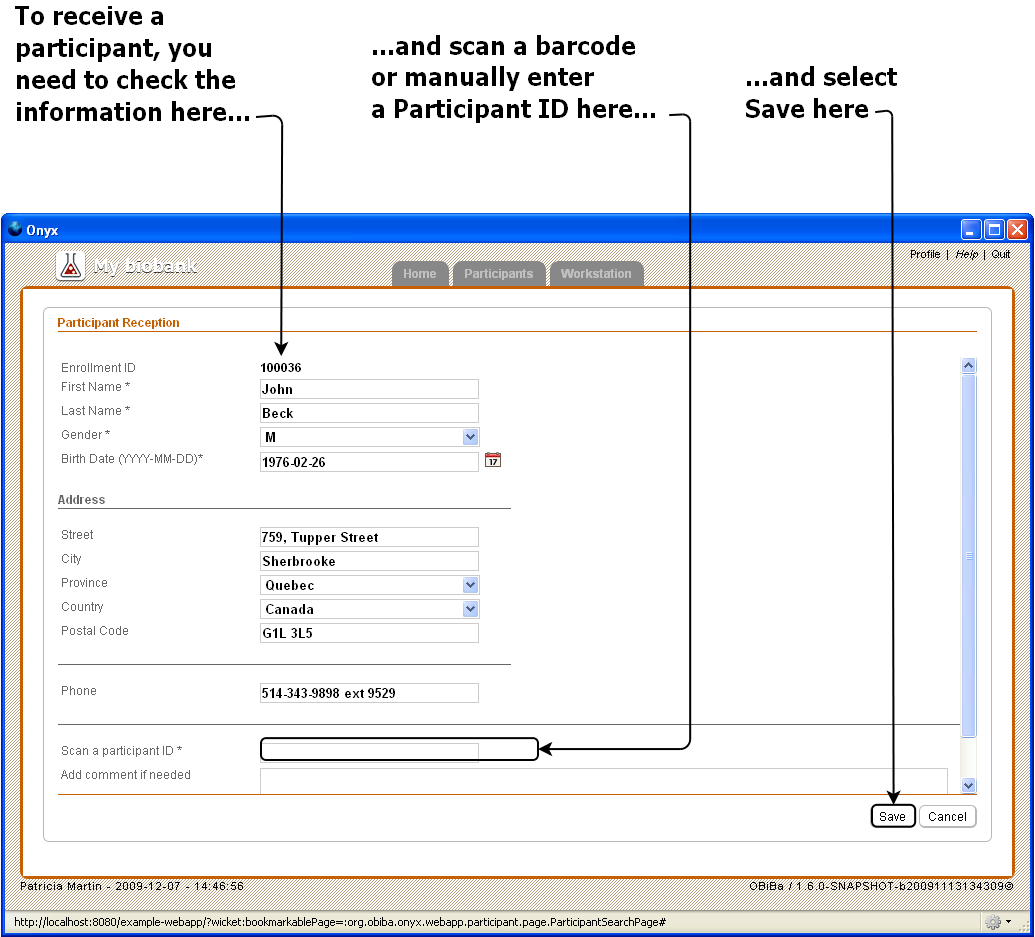 To receive a
participant, you
need to check the
information here...
...and scan a barcode
or manually enter
a Participant ID here...
...and select
Save here
Onyx
My biobank
Home Participants Workstation
Profile | Help | Quit
Participant Reception
Enrollment ID 100036
First Name * John
Last Name * Beck
Gender * M
Birth Date (YYYY-MM-DD)* 1976-02-26 17
Address
Street 759, Tupper Street
City Sherbrooke
Province Quebec
Country Canada
Postal Code G1L 3L5
Phone 514-343-9898 ext 9529
Scan a participant ID *
Add comment if needed
Save Cancel
Patricia Martin - 2009-12-07 - 14:46:56 OBiBa / 1.6.0-SNAPSHOT-b20091113134309©
http://localhost:8080/example-webapp/?wicket:bookmarkablePage=:org.obiba.onyx.webapp.participant.page.ParticipantSearchPage#